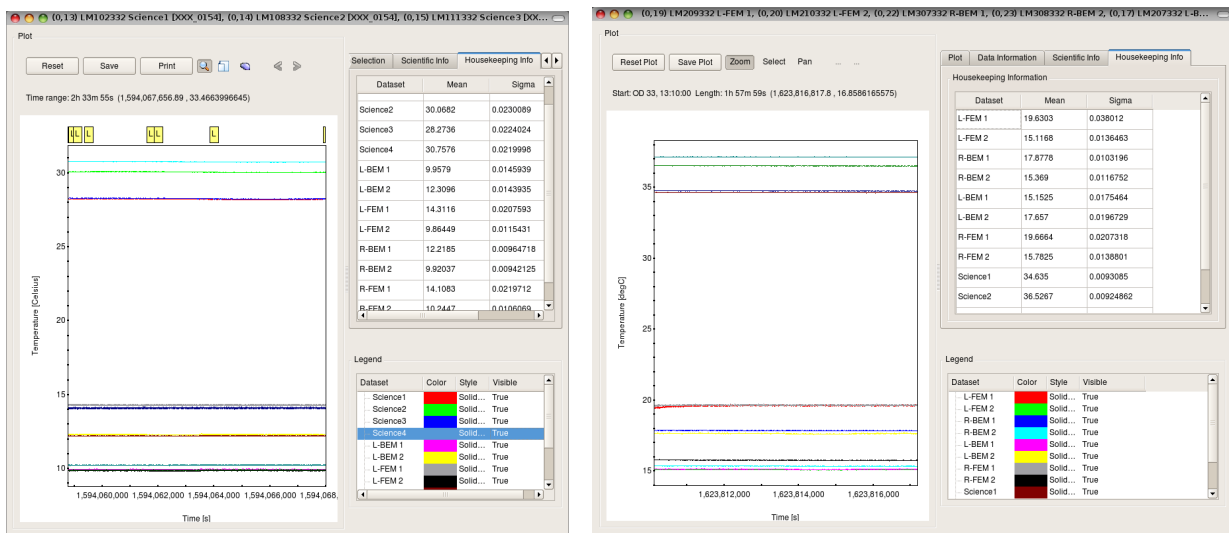 (0,13) LM102332 Science1 [XXX_0154], (0,14) LM108332 Science2 [XXX_0154], (0,15) LM111332 Science3 [XX...
Plot
Reset Save Print
Time range: 2h 33m 55s (1,594,067,656.89 , 33.4663996645)
L L L L L L
30
25
20
15
10
Temperature [Celsius]
1,594,060,000 1,594,062,000 1,594,064,000 1,594,066,000 1,594,068,
Time [s]
Selection Scientific Info Housekeeping Info
Dataset Mean Sigma
Science2 30.0682 0.0230089
Science3 28.2736 0.0224024
Science4 30.7576 0.0219998
L-BEM 1 9.9579 0.0145939
L-BEM 2 12.3096 0.0143935
L-FEM 1 14.3116 0.0207593
L-FEM 2 9.86449 0.0115431
R-BEM 1 12.2185 0.00964718
R-BEM 2 9.92037 0.00942125
R-FEM 1 14.1083 0.0219712
R-FEM 2 10.2447 0.0106069
Legend
Dataset Color Style Visible
Science1 Solid... True
Science2 Solid... True
Science3 Solid... True
Science4 Solid... True
L-BEM 1 Solid... True
L-BEM 2 Solid... True
L-FEM 1 Solid... True
L-FEM 2 Solid... True
(0,19) LM209332 L-FEM 1, (0,20) LM210332 L-FEM 2, (0,22) LM307332 R-BEM 1, (0,23) LM308332 R-BEM 2, (0,17) LM207332 L-B...
Plot
Reset Plot Save Plot Zoom Select Pan ... ...
Start: OD 33, 13:10:00 Length: 1h 57m 59s (1,623,816,817.8 , 16.8586165575)
35
30
25
20
15
Temperature [degC]
1,623,812,000 1,623,814,000 1,623,816,000
Time [s]
Plot Data Information Scientific Info Housekeeping Info
Housekeeping Information
Dataset Mean Sigma
L-FEM 1 19.6303 0.038012
L-FEM 2 15.1168 0.0136463
R-BEM 1 17.8778 0.0103196
R-BEM 2 15.369 0.0116752
L-BEM 1 15.1525 0.0175464
L-BEM 2 17.657 0.0196729
R-FEM 1 19.6664 0.0207318
R-FEM 2 15.7825 0.0138801
Science1 34.635 0.0093085
Science2 36.5267 0.00924862
Legend
Dataset Color Style Visible
L-FEM 1 Solid... True
L-FEM 2 Solid... True
R-BEM 1 Solid... True
R-BEM 2 Solid... True
L-BEM 1 Solid... True
L-BEM 2 Solid... True
R-FEM 1 Solid... True
R-FEM 2 Solid... True
Science1 Solid... True